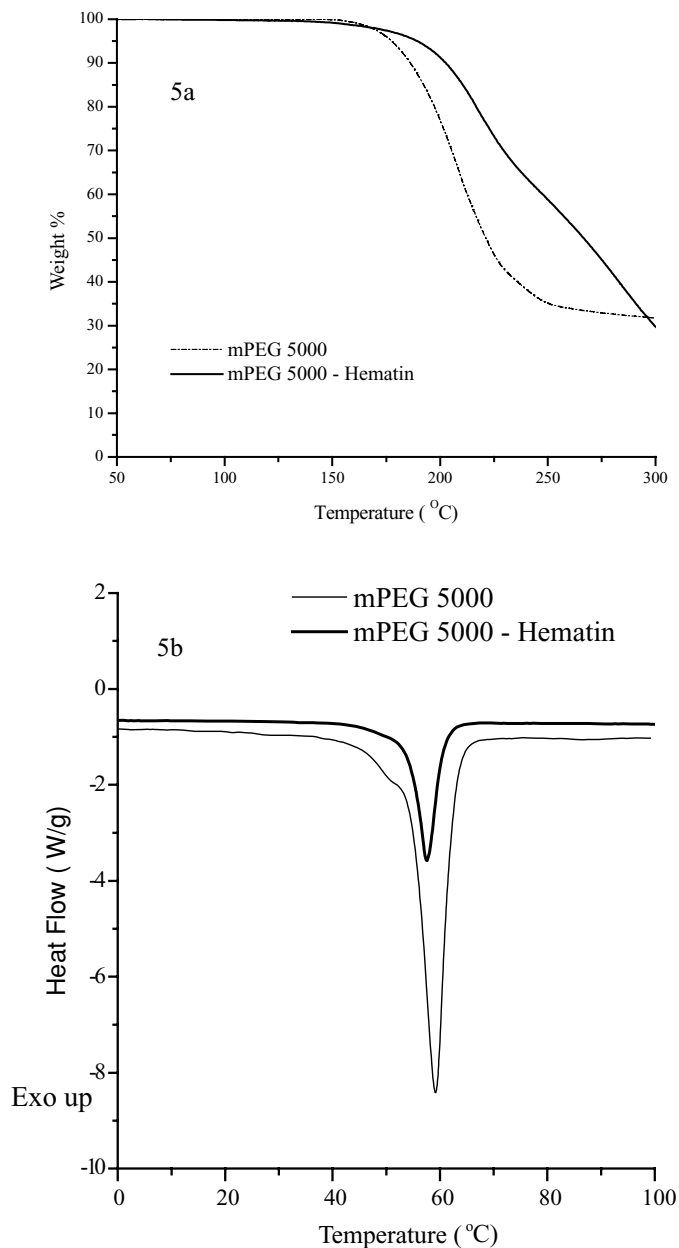 100
90
80
5a
70
60
50
40
30
20
10
0
Weight %
mPEG 5000
mPEG 5000 - Hematin
50 100 150 200 250 300
Temperature ( °C)
2
0
-2
-4
-6
-8
-10
mPEG 5000
mPEG 5000 - Hematin
5b
Heat Flow ( W/g)
Exo up
0 20 40 60 80 100
Temperature ( °C)